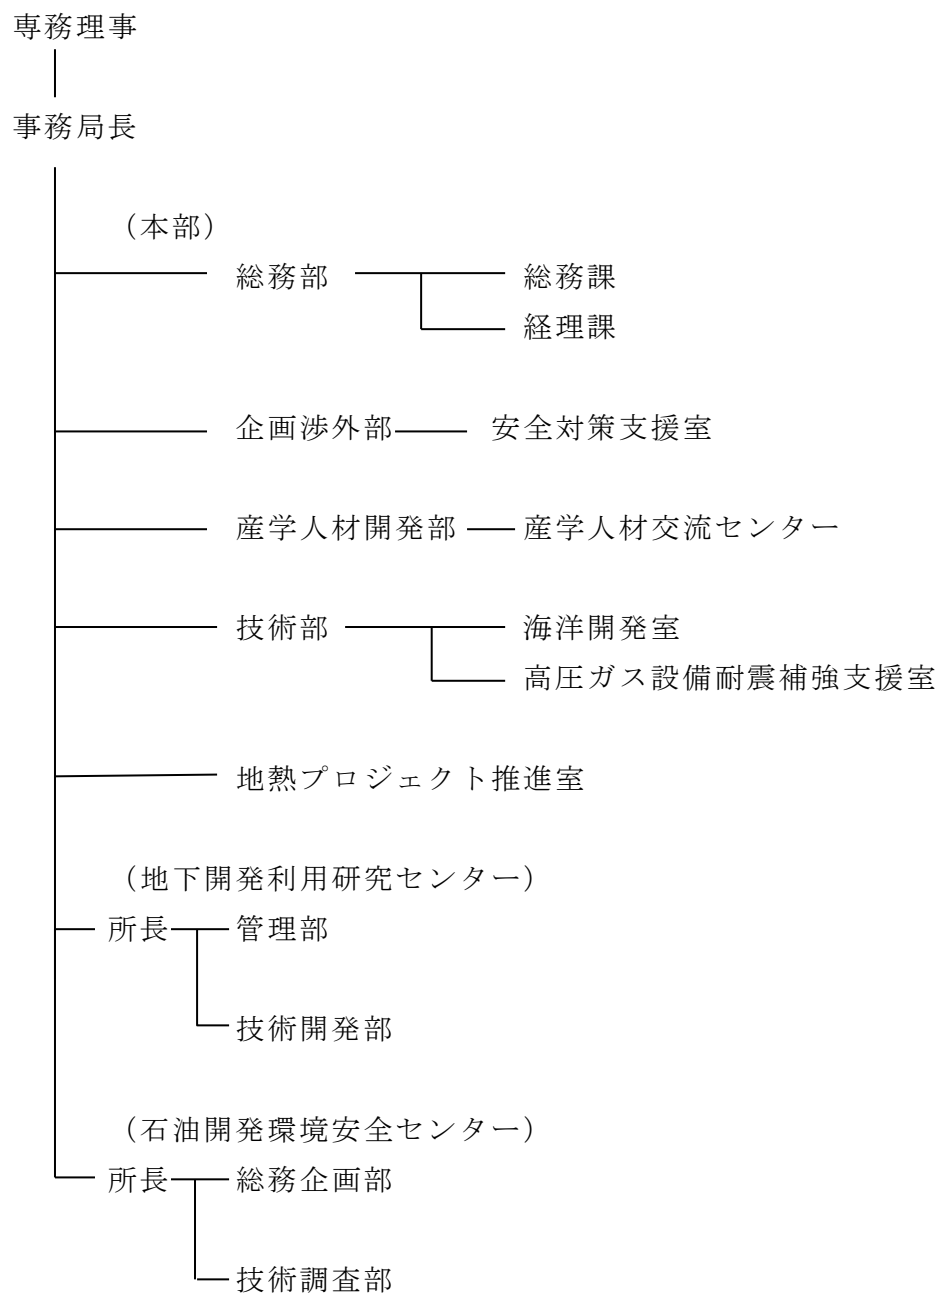 専務理事
事務局長
（本部）
総務部 総務課
経理課
企画渉外部 安全対策支援室
産学人材開発部 産学人材交流センター
技術部 海洋開発室
高圧ガス設備耐震補強支援室
地熱プロジェクト推進室
（地下開発利用研究センター）
所長 管理部
技術開発部
（石油開発環境安全センター）
所長 総務企画部
技術調査部